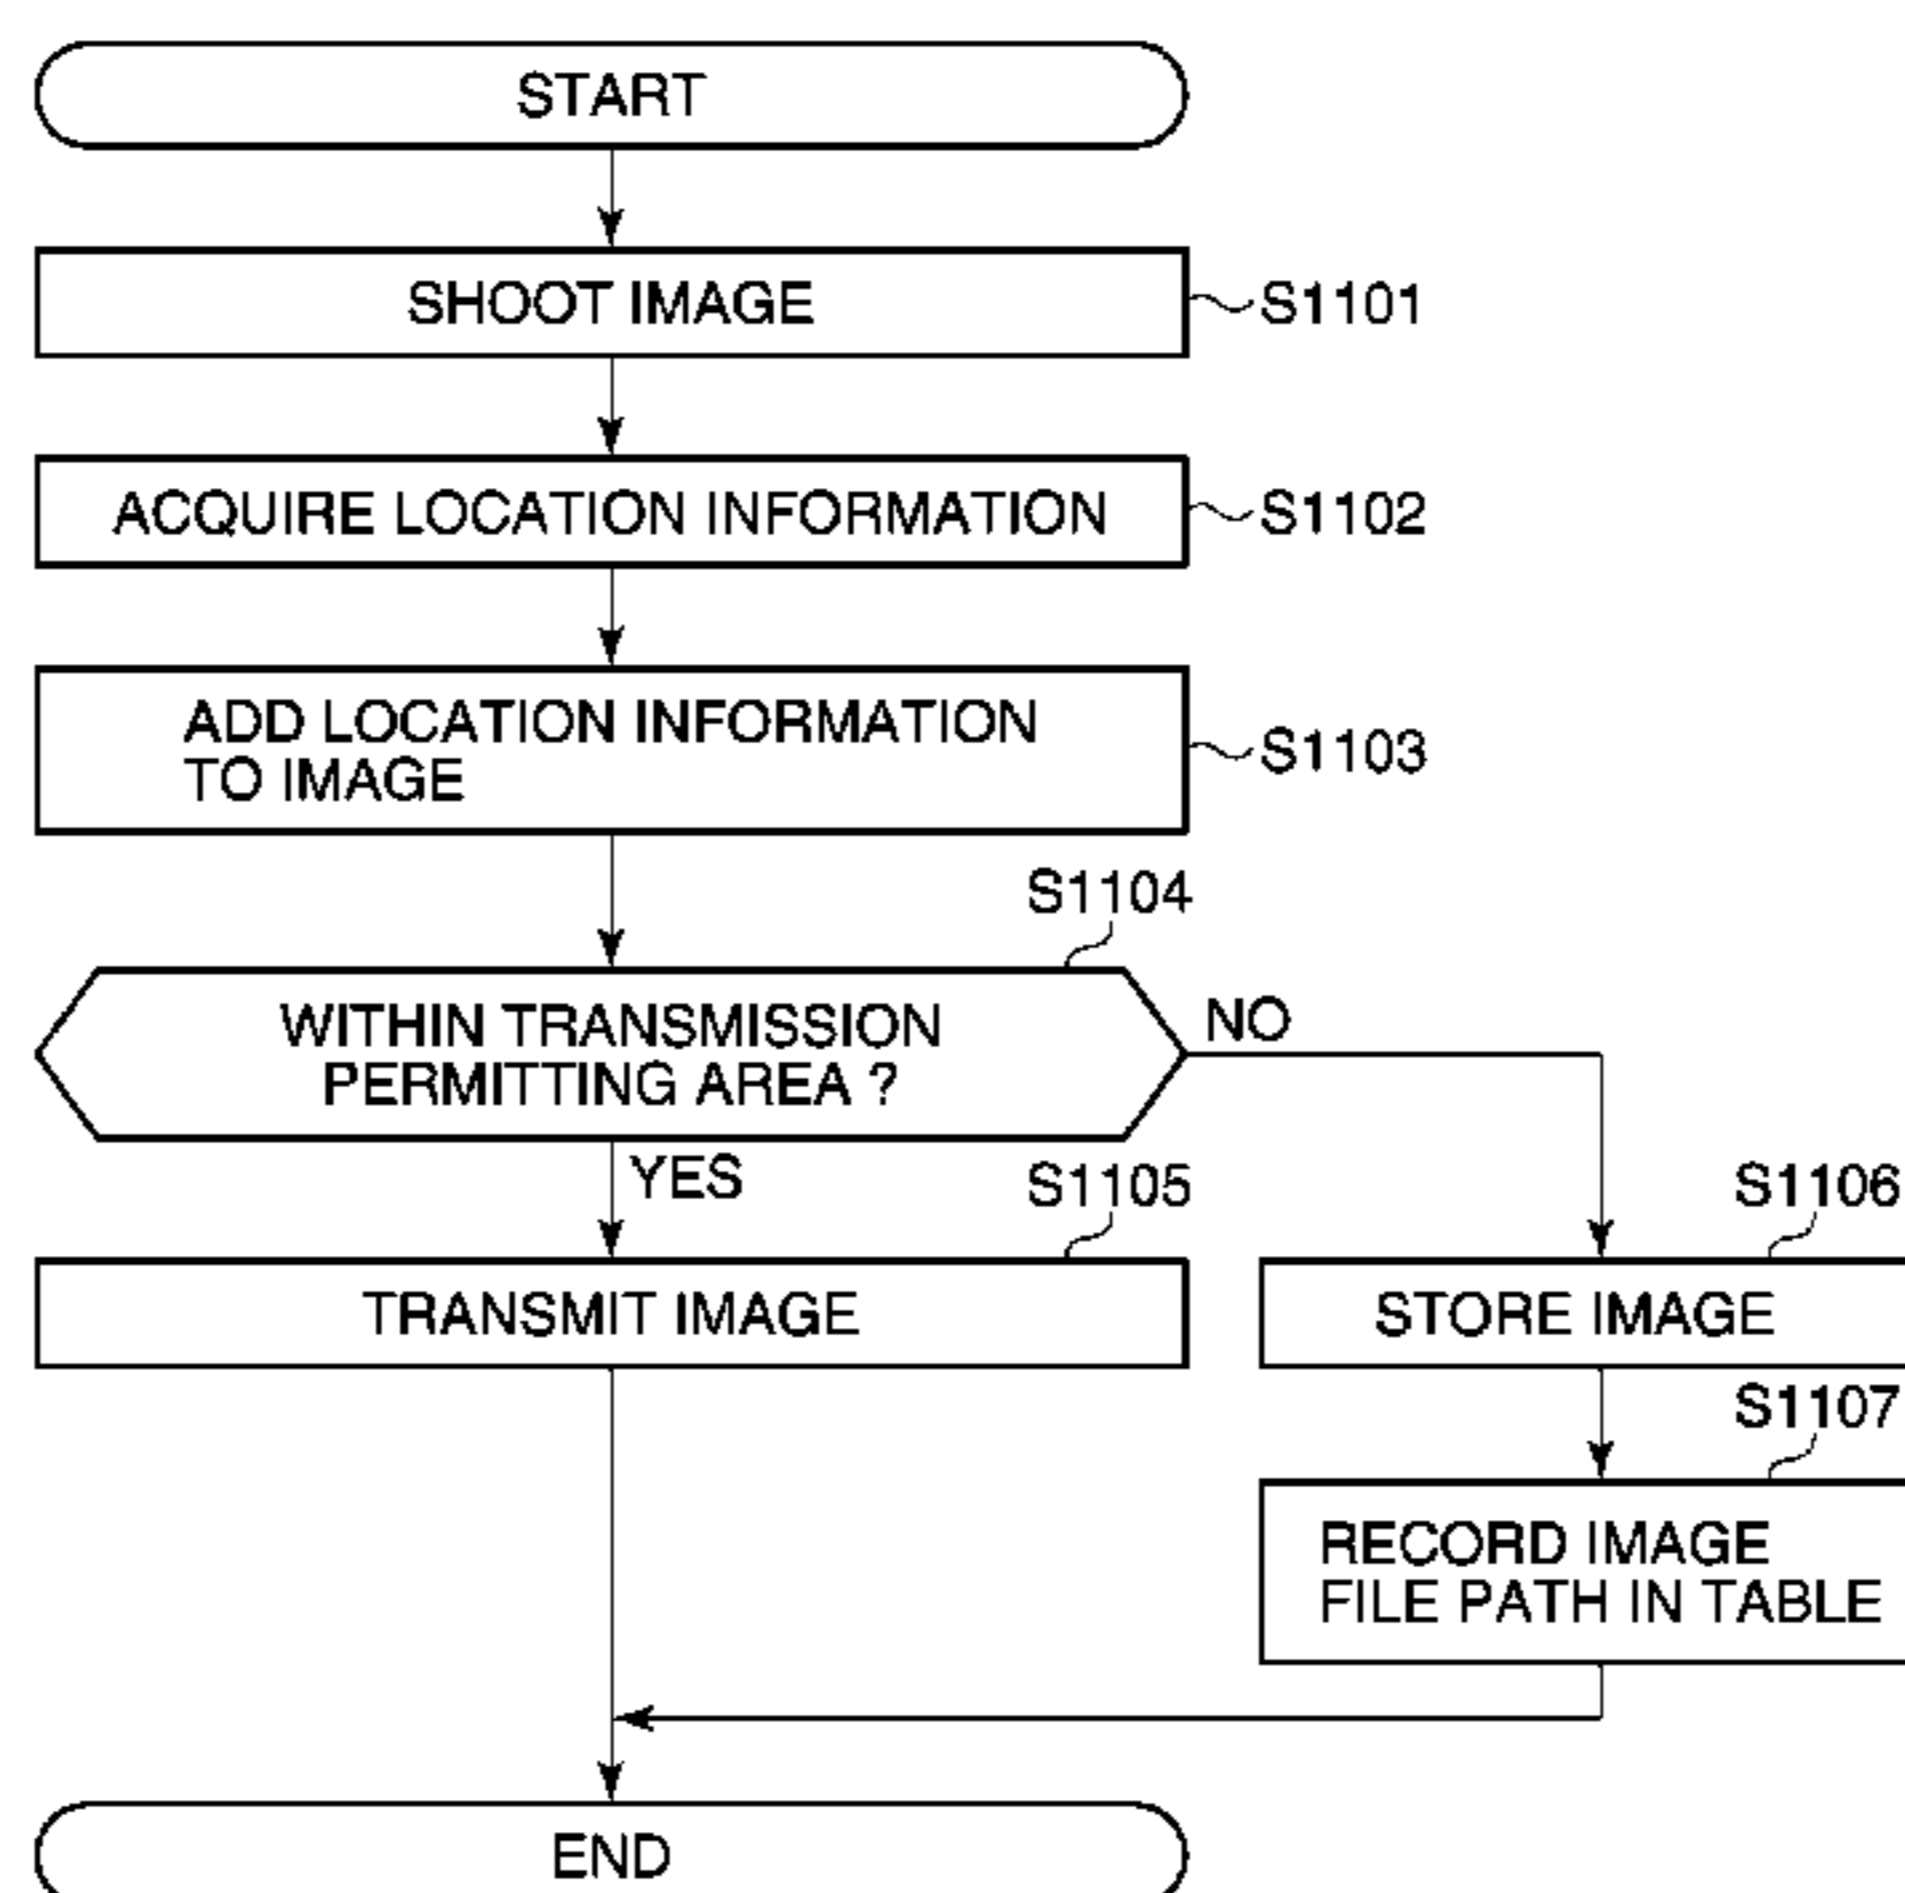 START
SHOOT IMAGE
S1101
ACQUIRE LOCATION INFORMATION
S1102
ADD LOCATION INFORMATION
TO IMAGE
S1103
S1104
WITHIN TRANSMISSION
PERMITTING AREA ?
NO
YES
S1105
TRANSMIT IMAGE
S1106
STORE IMAGE
S1107
RECORD IMAGE
FILE PATH IN TABLE
END